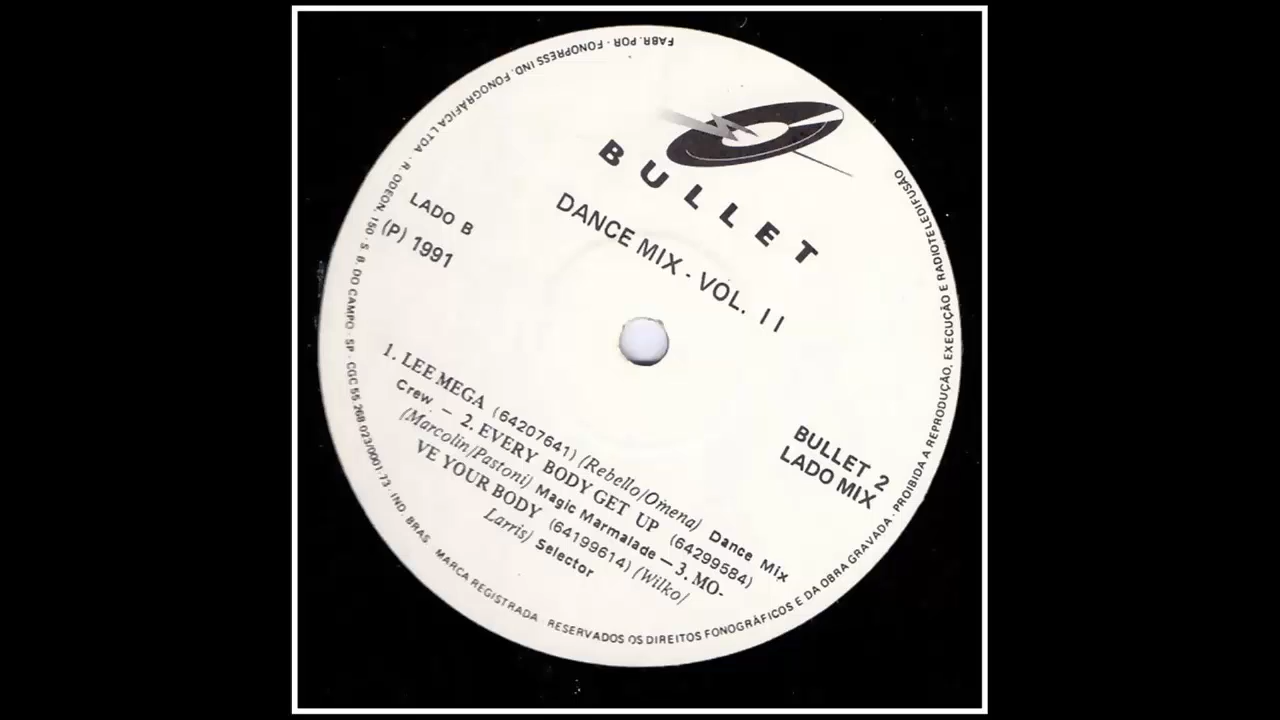 BULLET
DANCE MIX - VOL. II
LADO B
(P) 1991
BULLET 2
LADO MIX
1. LEE MEGA (64207641) (Rebello/Omena) Dance Mix
Crew – 2. EVERY BODY GET UP (64299584)
(Marcolin/Pastoni) Magic Marmalade – 3. MO-
VE YOUR BODY (64199614) (Wilko/
Larris) Selector
FABR. POR. FONOPRESS IND. FONOGRÁFICA LTDA - R. ODEON, 150 - S. B. DO CAMPO - SP - CGC 55.268.023/0001.73 - IND. BRAS MARCA REGISTRADA RESERVADOS OS DIREITOS FONOGRÁFICOS E DA OBRA GRAVADA - PROIBIDA A REPRODUÇÃO, EXECUÇÃO E RADIOTELEDIFUSÃO